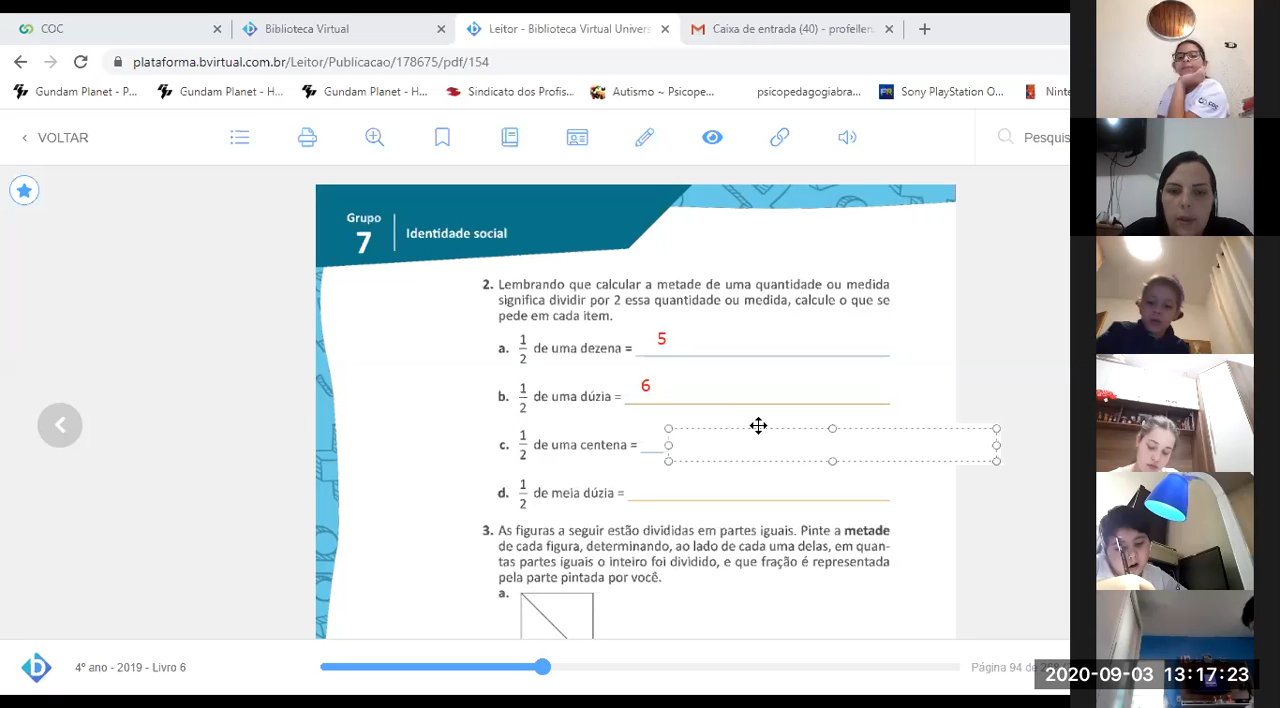 COC
Biblioteca Virtual
Leitor - Biblioteca Virtual Univers
Caixa de entrada (40) - profellen.
plataforma.bvirtual.com.br/Leitor/Publicacao/178675/pdf/154
Gundam Planet - P...
Gundam Planet - H...
Gundam Planet - H...
Sindicato dos Profis...
Autismo ~ Psicope...
psicopedagogiabra...
Sony PlayStation O...
Ninte
VOLTAR
Pesquis
Grupo
7
Identidade social
2. Lembrando que calcular a metade de uma quantidade ou medida
significa dividir por 2 essa quantidade ou medida, calcule o que se
pede em cada item.
a. 1/2 de uma dezena = 5
b. 1/2 de uma dúzia = 6
c. 1/2 de uma centena =
d. 1/2 de meia dúzia =
3. As figuras a seguir estão divididas em partes iguais. Pinte a metade
de cada figura, determinando, ao lado de cada uma delas, em quan-
tas partes iguais o inteiro foi dividido, e que fração é representada
pela parte pintada por você.
a.
4º ano - 2019 - Livro 6
Página 94 de
2020-09-03 13:17:23